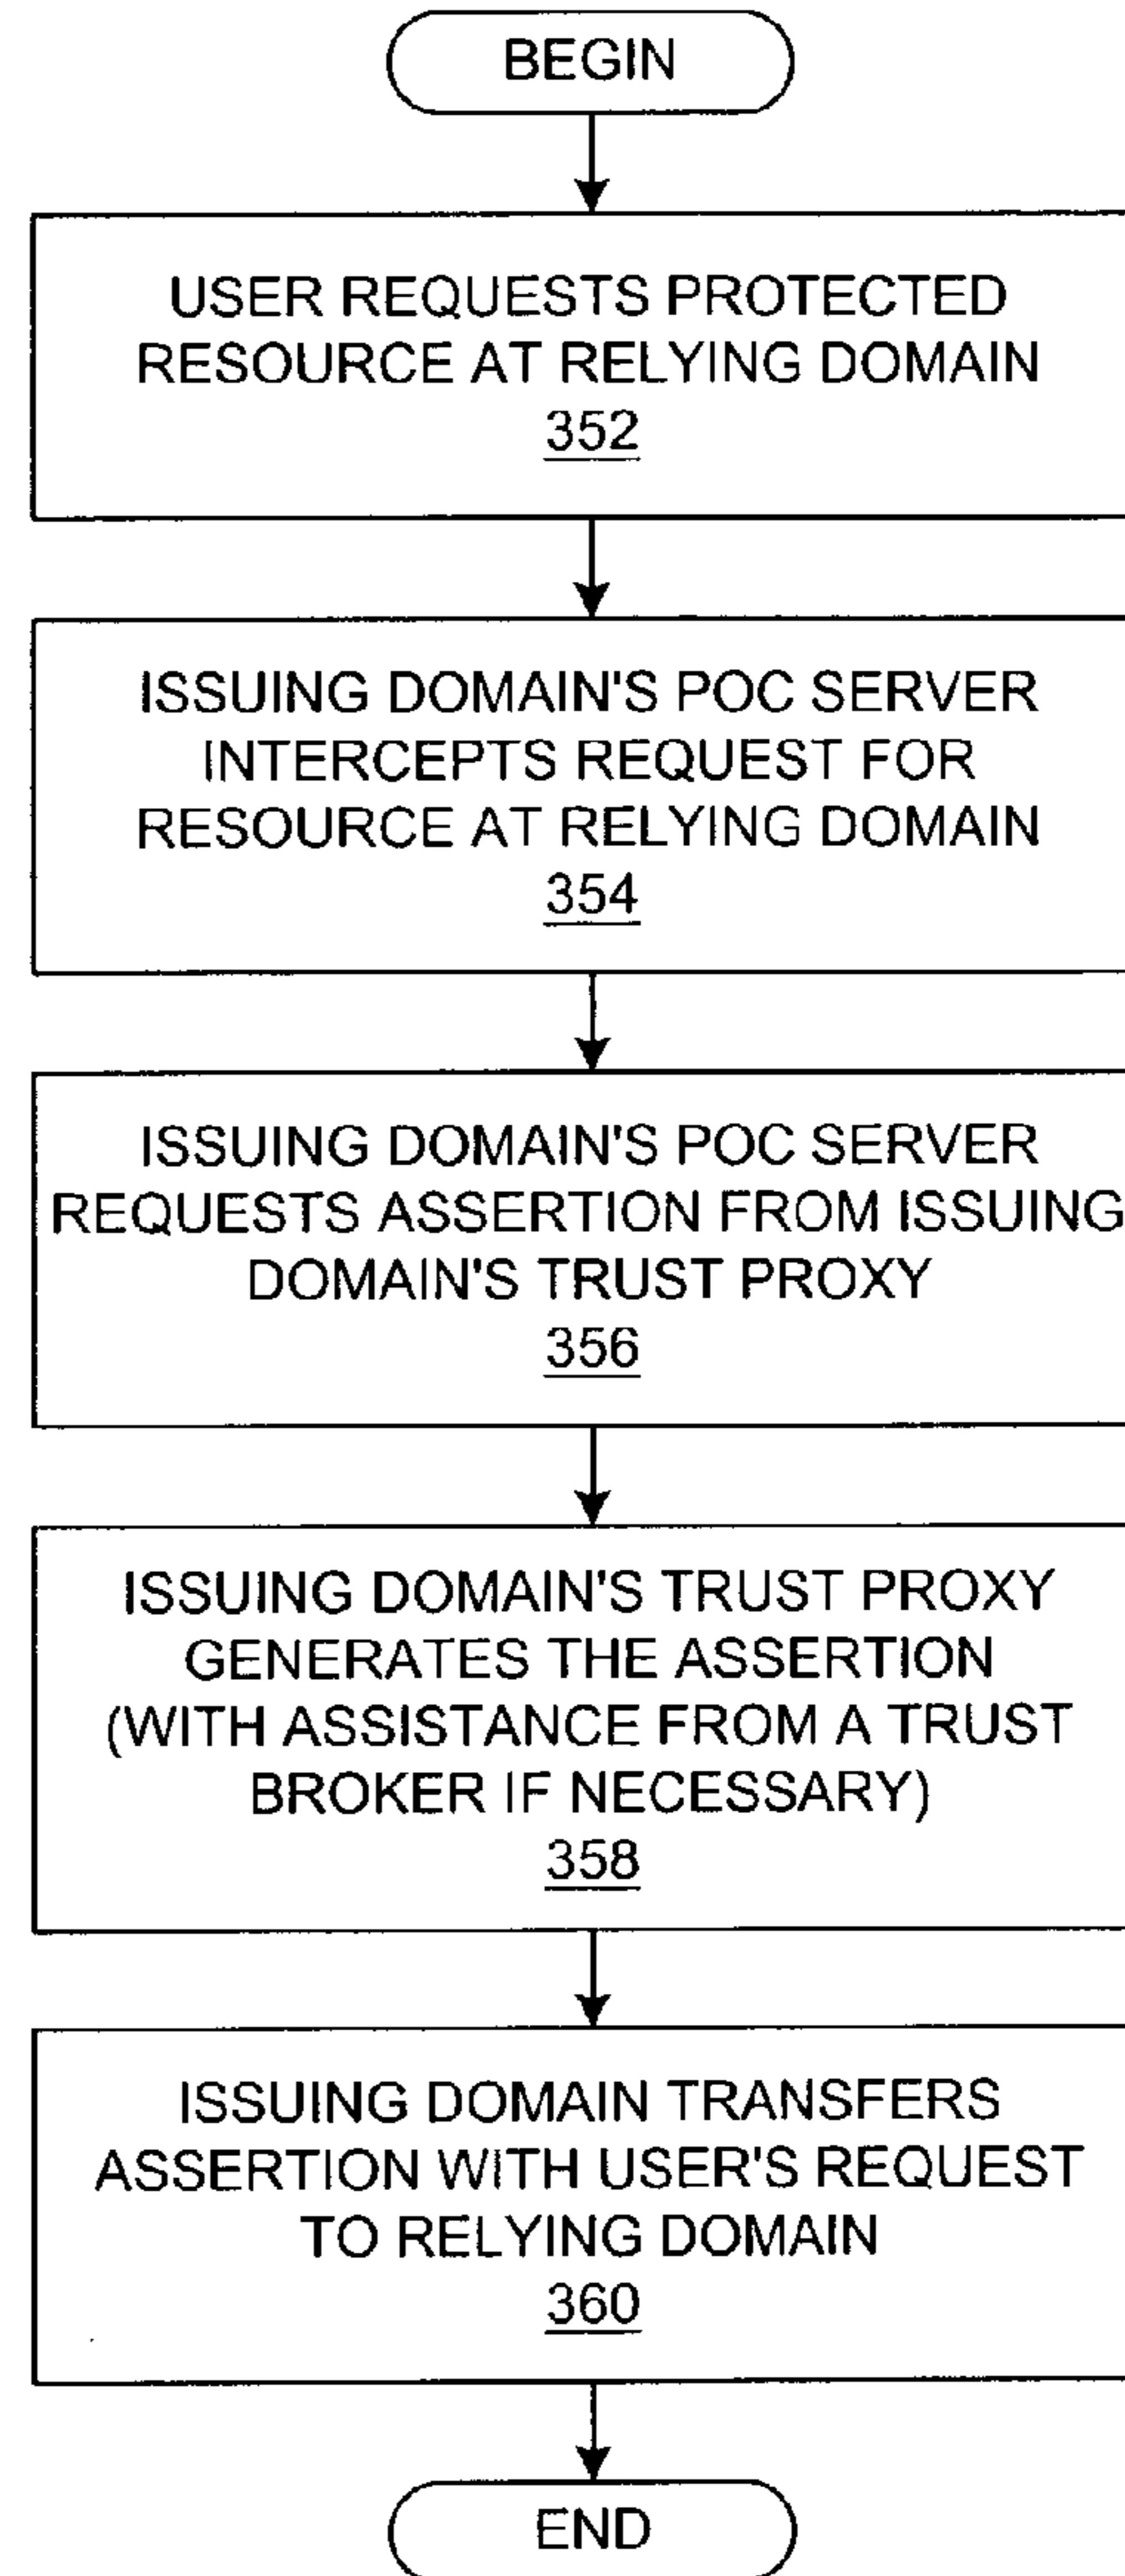 BEGIN
USER REQUESTS PROTECTED
RESOURCE AT RELYING DOMAIN
352
ISSUING DOMAIN'S POC SERVER
INTERCEPTS REQUEST FOR
RESOURCE AT RELYING DOMAIN
354
ISSUING DOMAIN'S POC SERVER
REQUESTS ASSERTION FROM ISSUING
DOMAIN'S TRUST PROXY
356
ISSUING DOMAIN'S TRUST PROXY
GENERATES THE ASSERTION
(WITH ASSISTANCE FROM A TRUST
BROKER IF NECESSARY)
358
ISSUING DOMAIN TRANSFERS
ASSERTION WITH USER'S REQUEST
TO RELYING DOMAIN
360
END